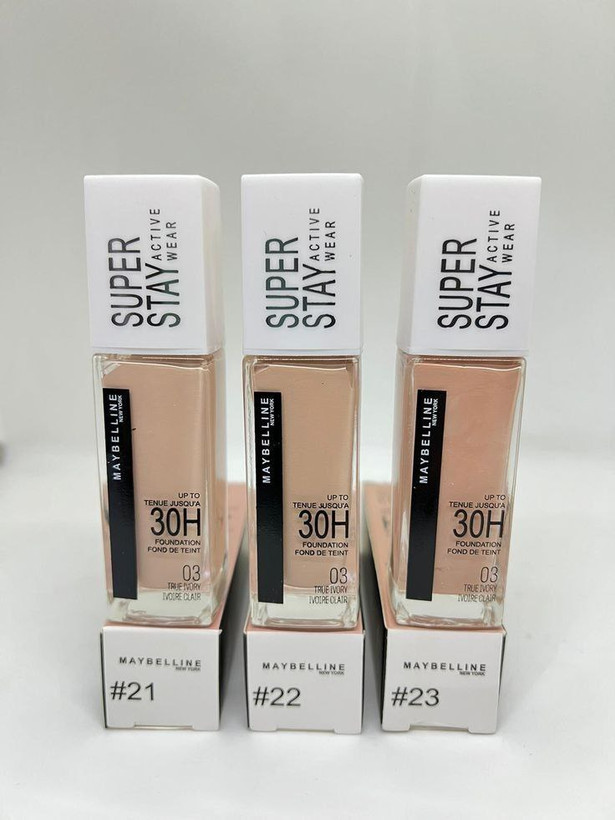 SUPER
STAY ACTIVE
WEAR
MAYBELLINE
NEW YORK
UP TO
TENUE JUSQU'A
30H
FOUNDATION
FOND DE TEINT
03
TRUE IVORY
IVOIRE CLAIR
MAYBELLINE
NEW YORK
#21
SUPER
STAY ACTIVE
WEAR
MAYBELLINE
NEW YORK
UP TO
TENUE JUSQU'A
30H
FOUNDATION
FOND DE TEINT
03
TRUE IVORY
IVOIRE CLAIR
MAYBELLINE
NEW YORK
#22
SUPER
STAY ACTIVE
WEAR
MAYBELLINE
NEW YORK
UP TO
TENUE JUSQU'A
30H
FOUNDATION
FOND DE TEINT
03
TRUE IVORY
IVOIRE CLAIR
MAYBELLINE
NEW YORK
#23